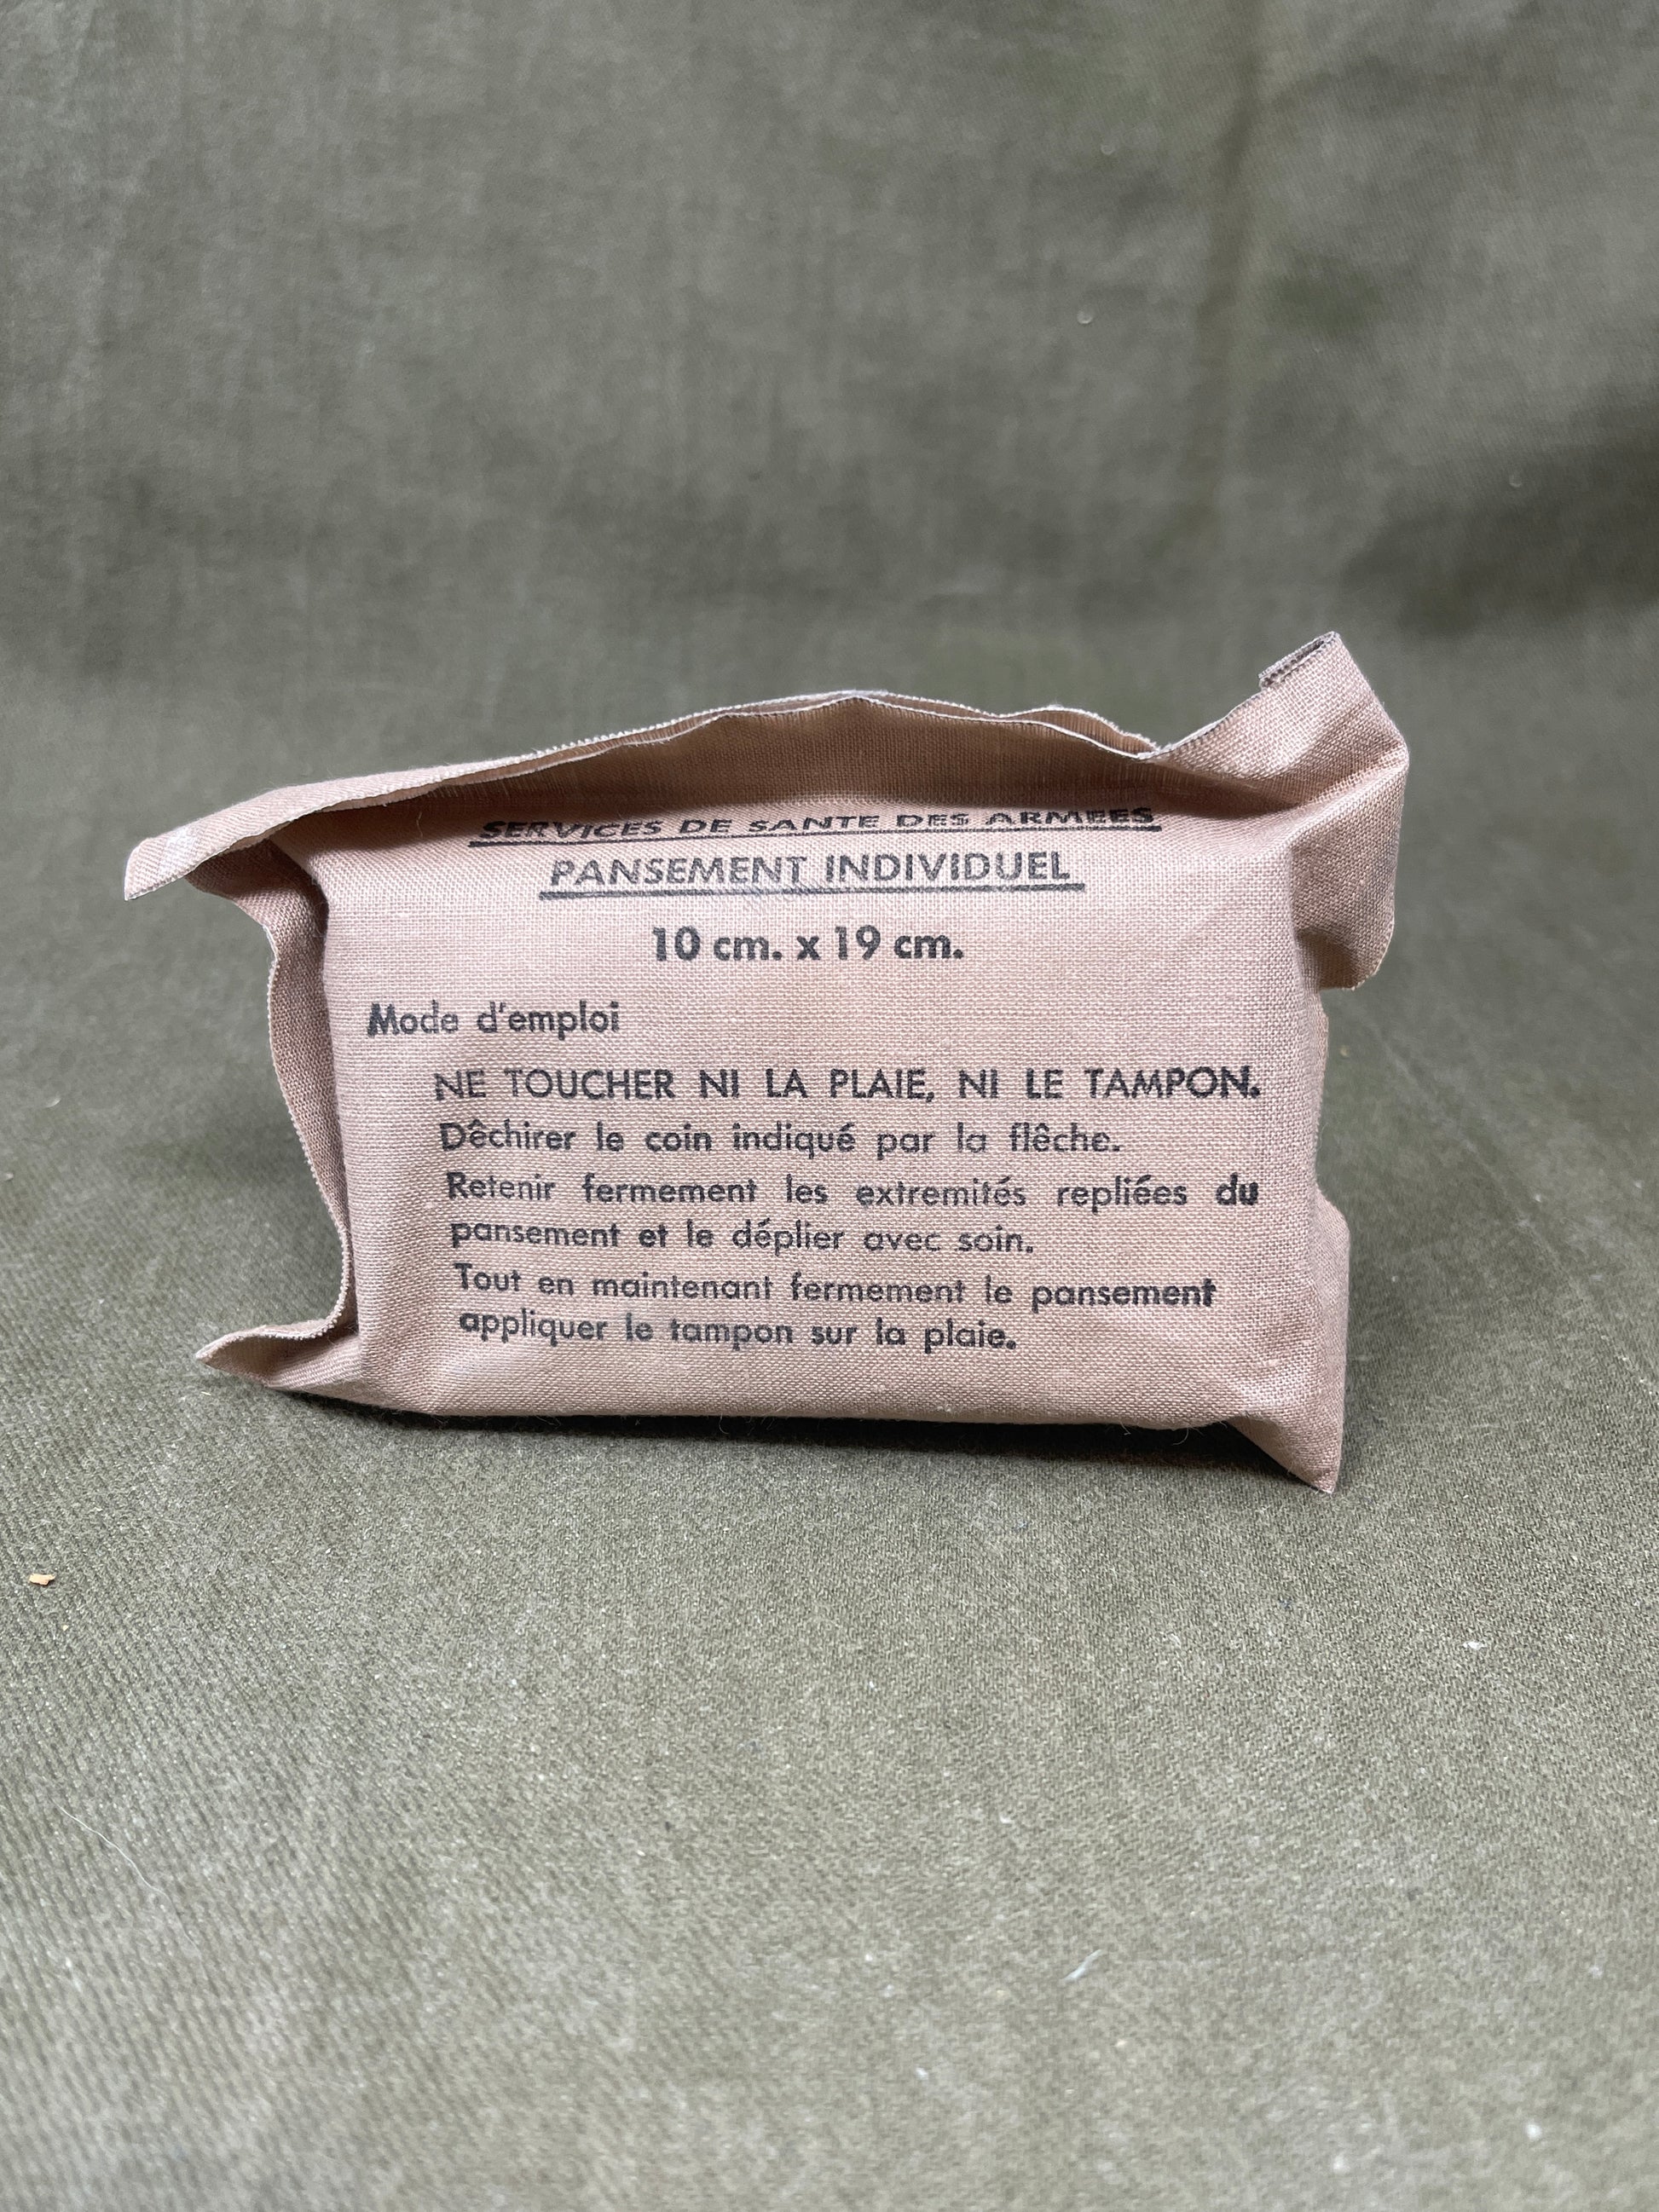 SERVICES DE SANTE DES ARMEES
PANSEMENT INDIVIDUEL
10 cm. x 19 cm.
Mode d'emploi
NE TOUCHER NI LA PLAIE, NI LE TAMPON.
Dêchirer le coin indiqué par la flêche.
Retenir fermement les extremités repliées du
pansement et le déplier avec soin.
Tout en maintenant fermement le pansement
appliquer le tampon sur la plaie.